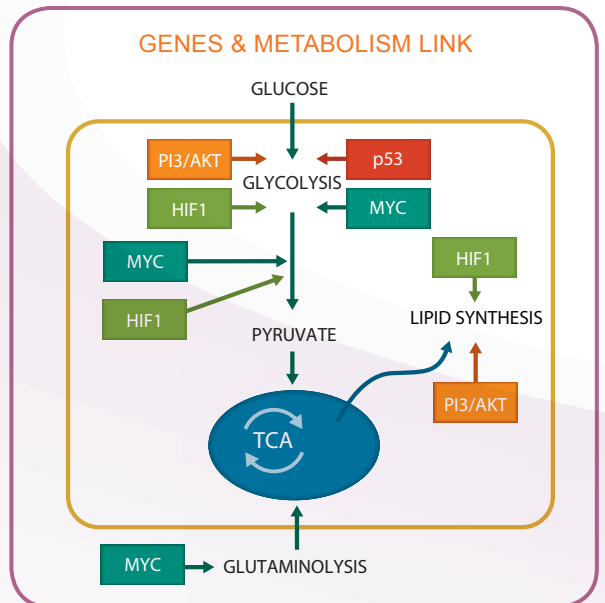 GENES & METABOLISM LINK
GLUCOSE
PI3/AKT
p53
GLYCOLYSIS
HIF1
MYC
MYC
HIF1
HIF1
LIPID SYNTHESIS
PYRUVATE
PI3/AKT
TCA
MYC
GLUTAMINOLYSIS